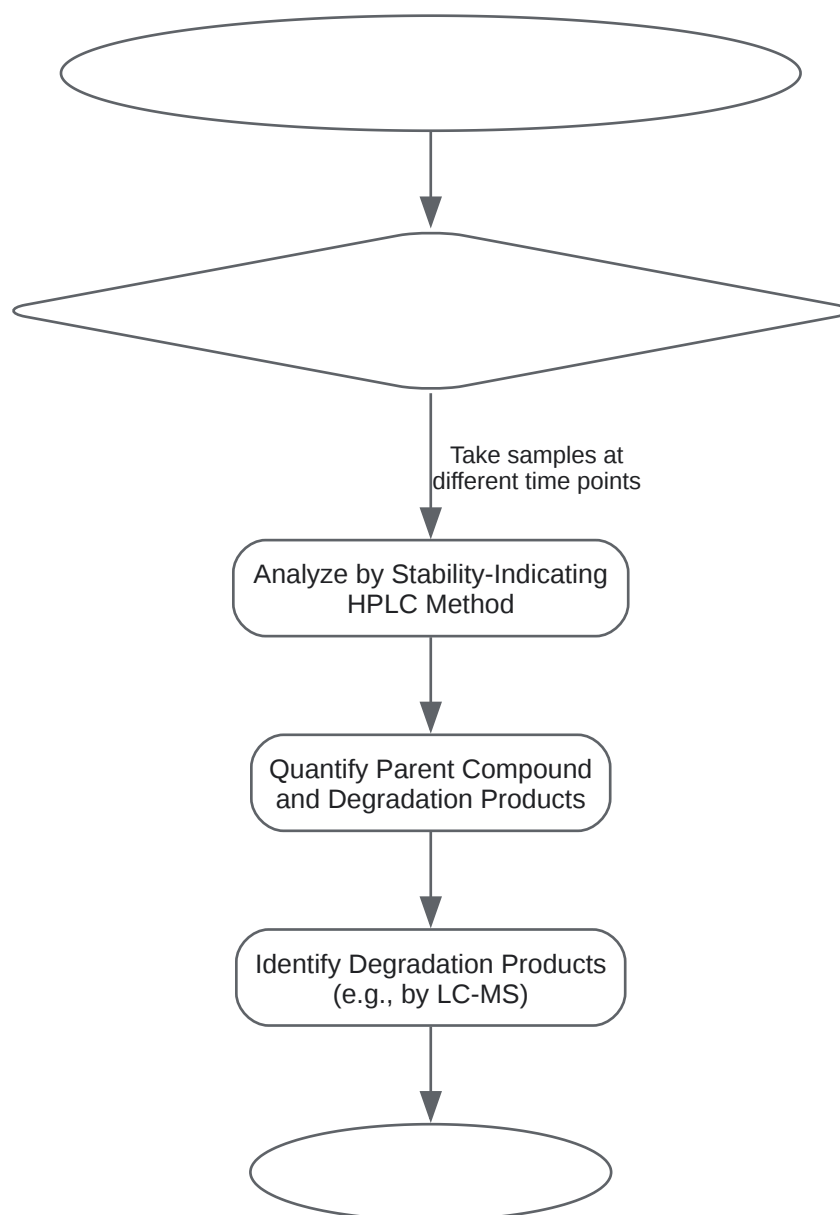 Take samples at
different time points
Analyze by Stability-Indicating
HPLC Method
Quantify Parent Compound
and Degradation Products
Identify Degradation Products
(e.g., by LC-MS)